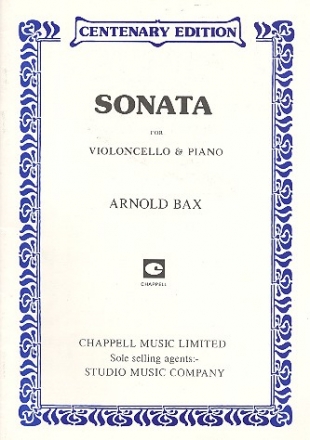 CENTENARY EDITION
SONATA
FOR
VIOLONCELLO & PIANO
ARNOLD BAX
CHAPPELL
CHAPPELL MUSIC LIMITED
Sole selling agents:-
STUDIO MUSIC COMPANY